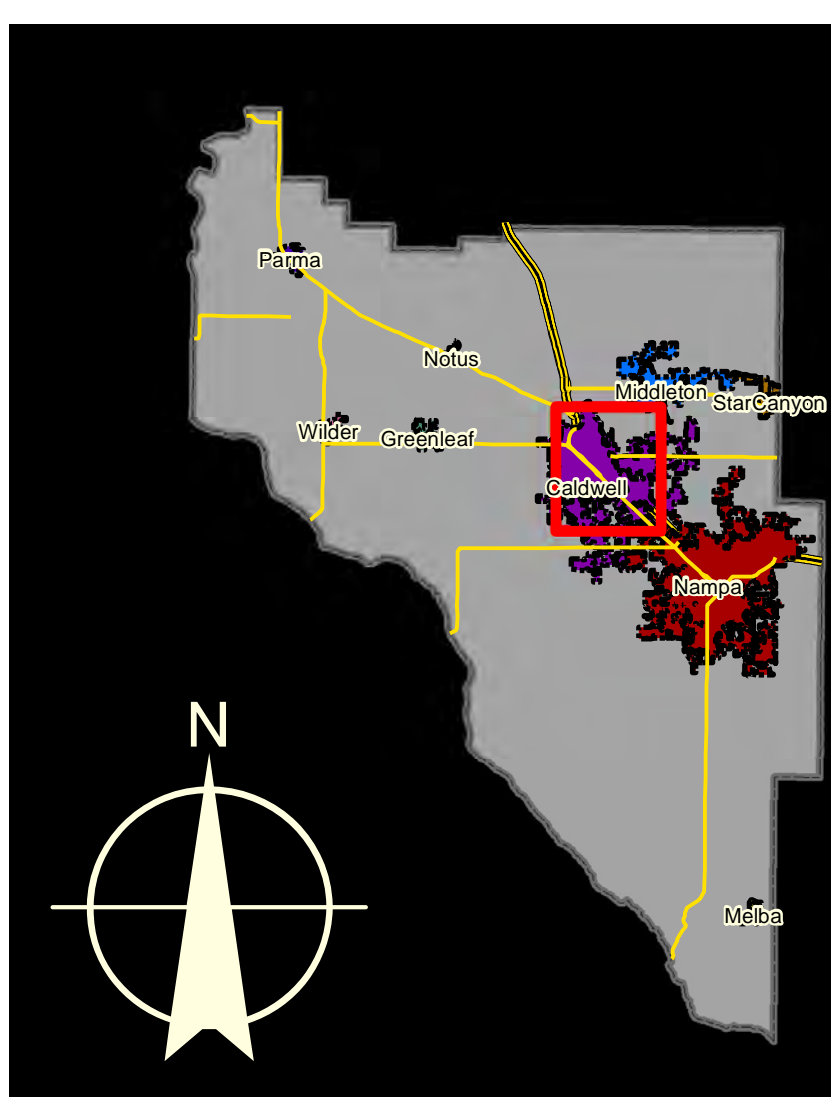 Parma
Notus
Middleton
StarCanyon
Wilder
Greenleaf
Caldwell
Nampa
N
Melba